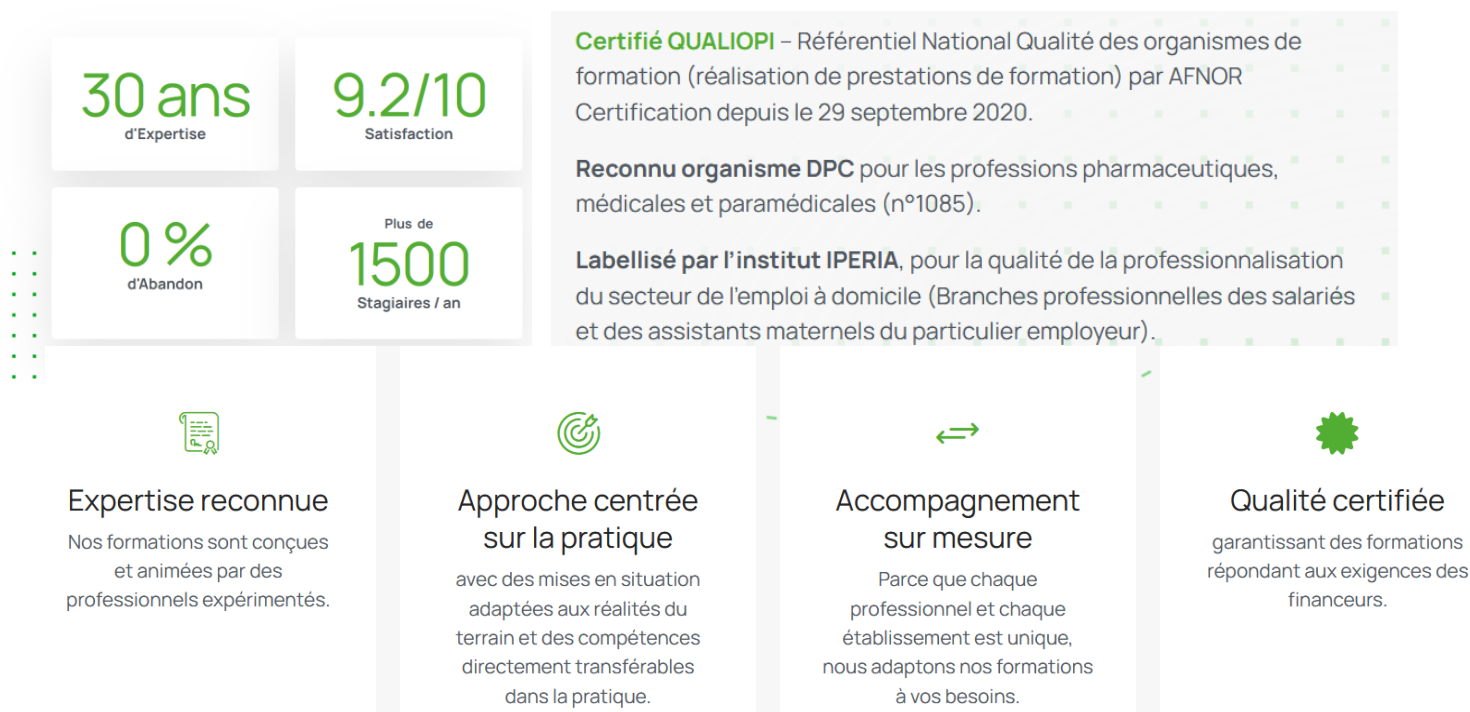 30 ans
d'Expertise
9.2/10
Satisfaction
0 %
d'Abandon
Plus de
1500
Stagiaires / an
Certifié QUALIOPI – Référentiel National Qualité des organismes de
formation (réalisation de prestations de formation) par AFNOR
Certification depuis le 29 septembre 2020.
Reconnu organisme DPC pour les professions pharmaceutiques,
médicales et paramédicales (n°1085).
Labellisé par l'institut IPERIA, pour la qualité de la professionnalisation
du secteur de l'emploi à domicile (Branches professionnelles des salariés
et des assistants maternels du particulier employeur).
Expertise reconnue
Nos formations sont conçues
et animées par des
professionnels expérimentés.
Approche centrée
sur la pratique
avec des mises en situation
adaptées aux réalités du
terrain et des compétences
directement transférables
dans la pratique.
Accompagnement
sur mesure
Parce que chaque
professionnel et chaque
établissement est unique,
nous adaptons nos formations
à vos besoins.
Qualité certifiée
garantissant des formations
répondant aux exigences des
financeurs.